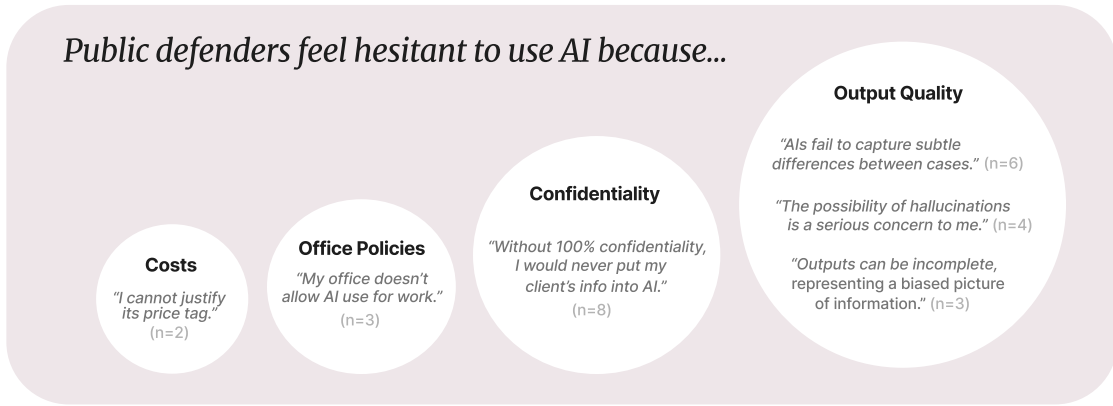 Public defenders feel hesitant to use AI because...
Costs
“I cannot justify
its price tag.”
(n=2)
Office Policies
“My office doesn’t
allow AI use for work.”
(n=3)
Confidentiality
“Without 100% confidentiality,
I would never put my
client’s info into AI.”
(n=8)
Output Quality
“AIs fail to capture subtle
differences between cases.” (n=6)
“The possibility of hallucinations
is a serious concern to me.” (n=4)
“Outputs can be incomplete,
representing a biased picture
of information.” (n=3)